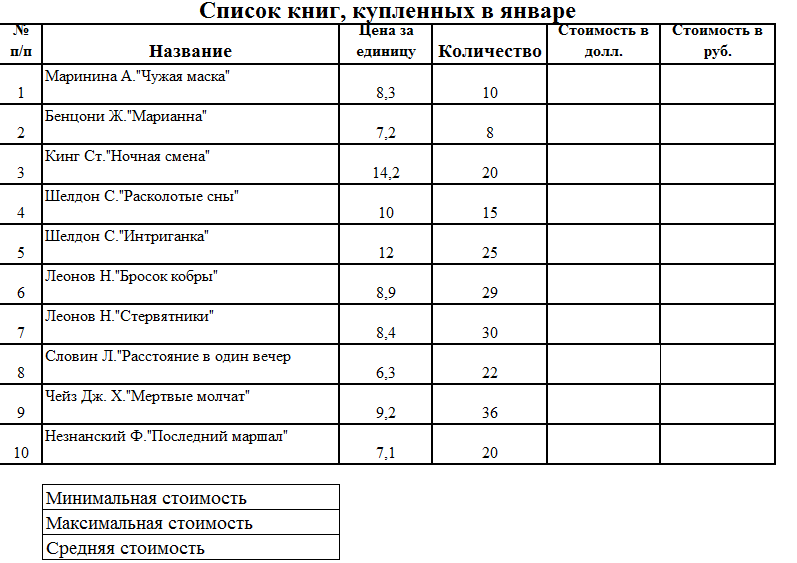 Список книг, купленных в январе
№ п/п Название Цена за единицу Количество Стоимость в долл. Стоимость в руб.
1 Маринина А."Чужая маска" 8,3 10
2 Бенцони Ж."Марианна" 7,2 8
3 Кинг Ст."Ночная смена" 14,2 20
4 Шелдон С."Расколотые сны" 10 15
5 Шелдон С."Интриганка" 12 25
6 Леонов Н."Бросок кобры" 8,9 29
7 Леонов Н."Стервятники" 8,4 30
8 Словин Л."Расстояние в один вечер 6,3 22
9 Чейз Дж. Х."Мертвые молчат" 9,2 36
10 Незнанский Ф."Последний маршал" 7,1 20
Минимальная стоимость
Максимальная стоимость
Средняя стоимость